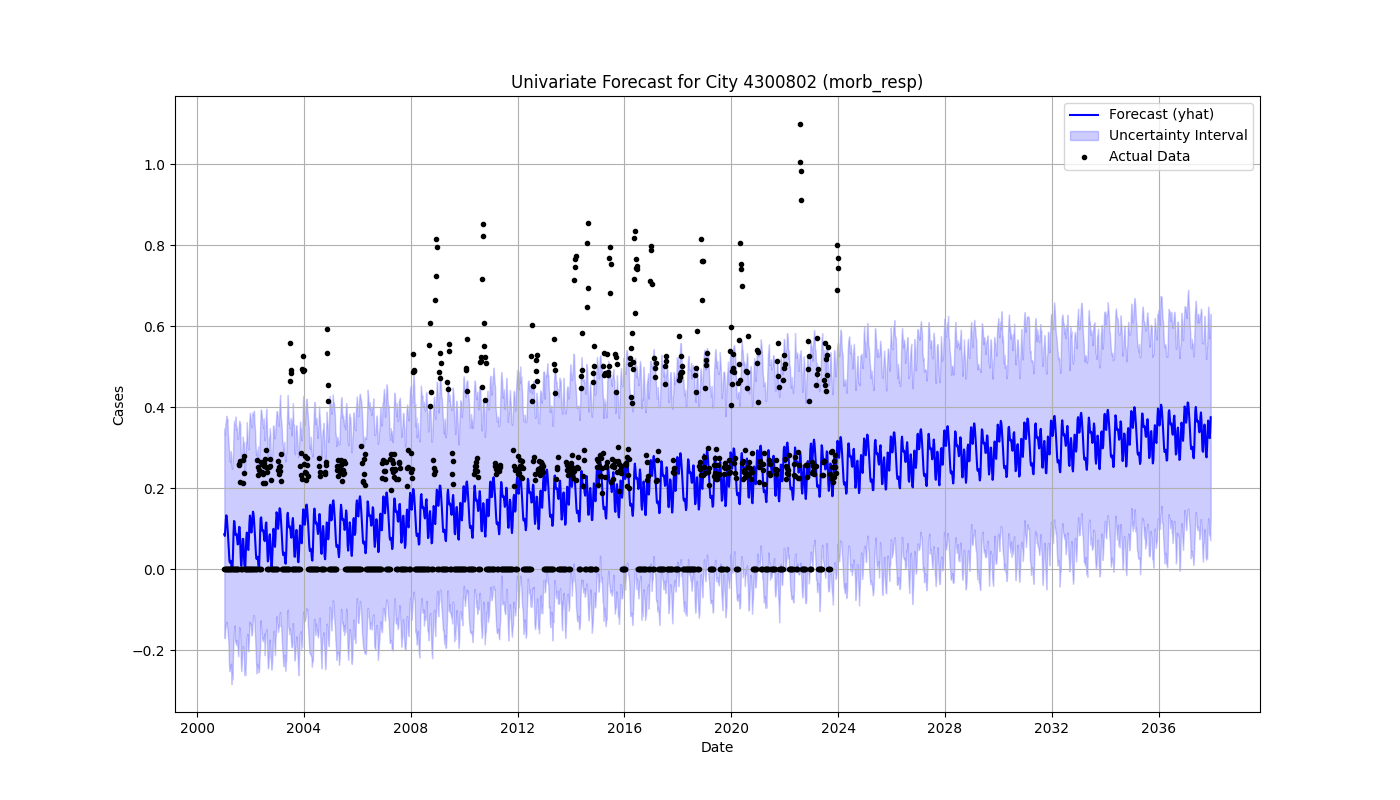 Univariate Forecast for City 4300802 (morb_resp)
Forecast (yhat)
Uncertainty Interval
Actual Data
Cases
1.0
0.8
0.6
0.4
0.2
0.0
−0.2
2000 2004 2008 2012 2016 2020 2024 2028 2032 2036
Date